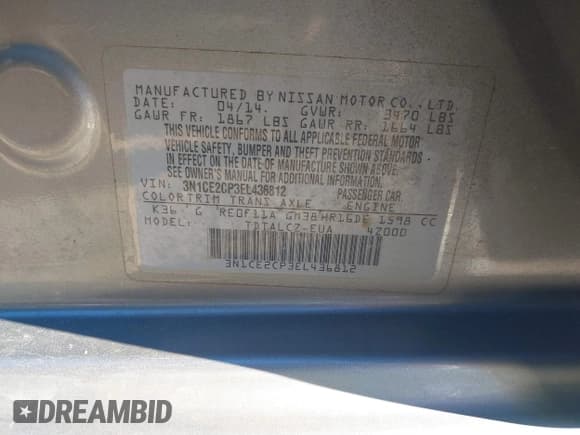 MANUFACTURED BY NISSAN MOTOR CO., LTD.
DATE: 04/14. GVWR: 3470 LBS
GAUR FR: 1867 LBS GAUR RR: 1664 LBS
THIS VEHICLE CONFORMS TO ALL APPLICABLE FEDERAL MOTOR
VEHICLE SAFETY, BUMPER AND THEFT PREVENTION STANDARDS
IN EFFECT ON THE DATE OF MANUFACTURE SHOWN ABOVE.
SEE OWNER'S MANUAL FOR ADDITIONAL INFORMATION.
VIN: 3N1CE2CP3EL436812 PASSENGER CAR
COLOR TRIM TRANS AXLE ENGINE
K36 G RE0F11A GM38 HR16DE 1598 CC
MODEL: TDTALCZ-EUA 42000
3N1CE2CP3EL436812
DREAMBID